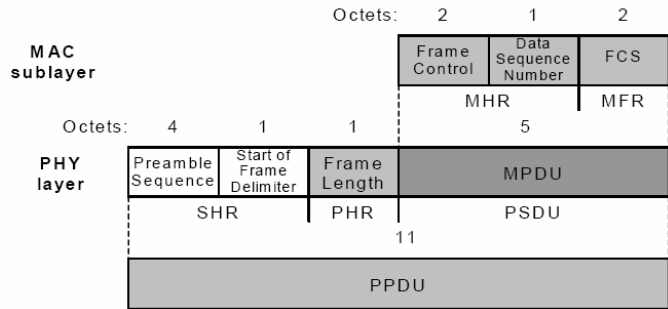 Octets: 2 1 2
MAC sublayer
Frame Control
Data Sequence Number
FCS
MHR MFR
Octets: 4 1 1 5
PHY layer
Preamble Sequence
Start of Frame Delimiter
Frame Length
MPDU
SHR PHR PSDU
11
PPDU